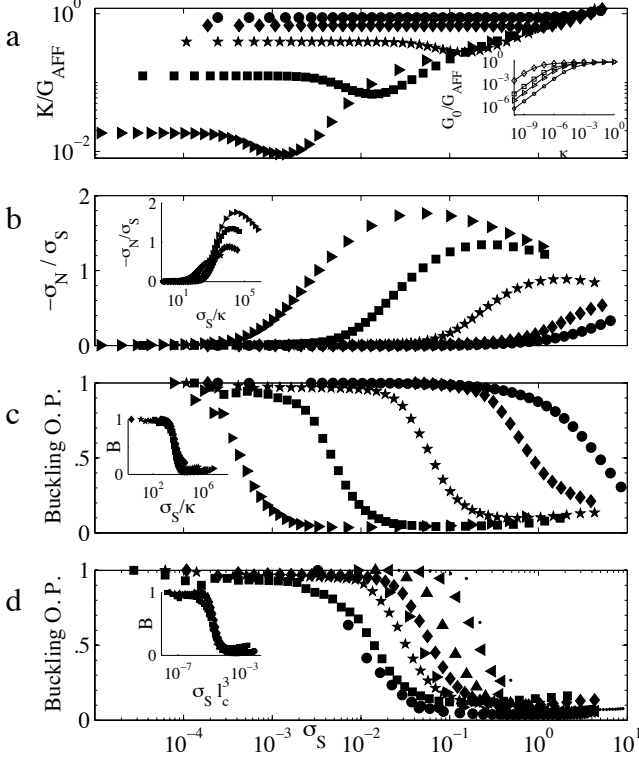 a
K/G_AFF
10^0
10^-2
G_0/G_AFF
10^0
10^-3
10^-6
10^-9 10^-6 10^-3 10^0
κ
b
-σ_N / σ_S
2
1
0
-σ_N/σ_S
2
1
0
10^1 10^5
σ_S/κ
c
Buckling O. P.
1
.5
0
B
1
0
10^2 10^6
σ_S/κ
d
Buckling O. P.
1
.5
0
B
1
0
10^-7 10^-3
σ_S l_c^3
10^-4 10^-3 10^-2 10^-1 10^0 10^1
σ_S